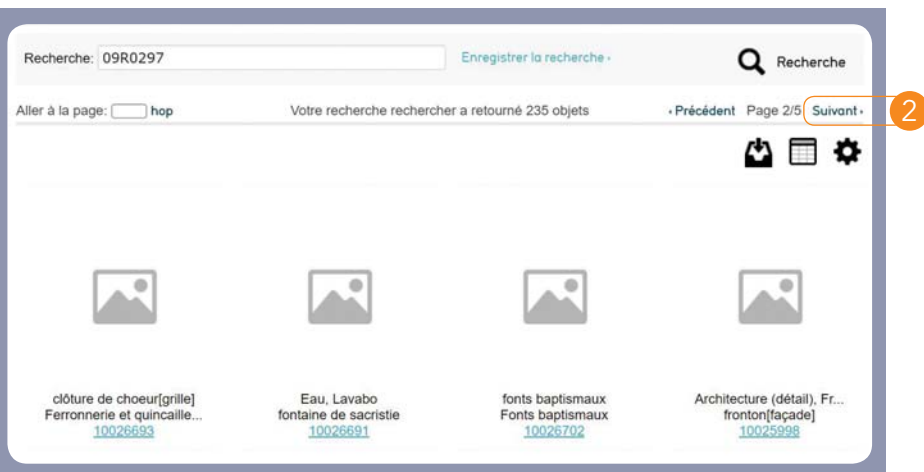 Recherche: 09R0297 Enregistrer la recherche › Recherche
Aller à la page: hop Votre recherche rechercher a retourné 235 objets ‹ Précédent Page 2/5 Suivant › 2
clôture de choeur[grille] Eau, Lavabo fonts baptismaux Architecture (détail), Fr...
Ferronnerie et quincaille... fontaine de sacristie Fonts baptismaux fronton[façade]
10026693 10026691 10026702 10025998